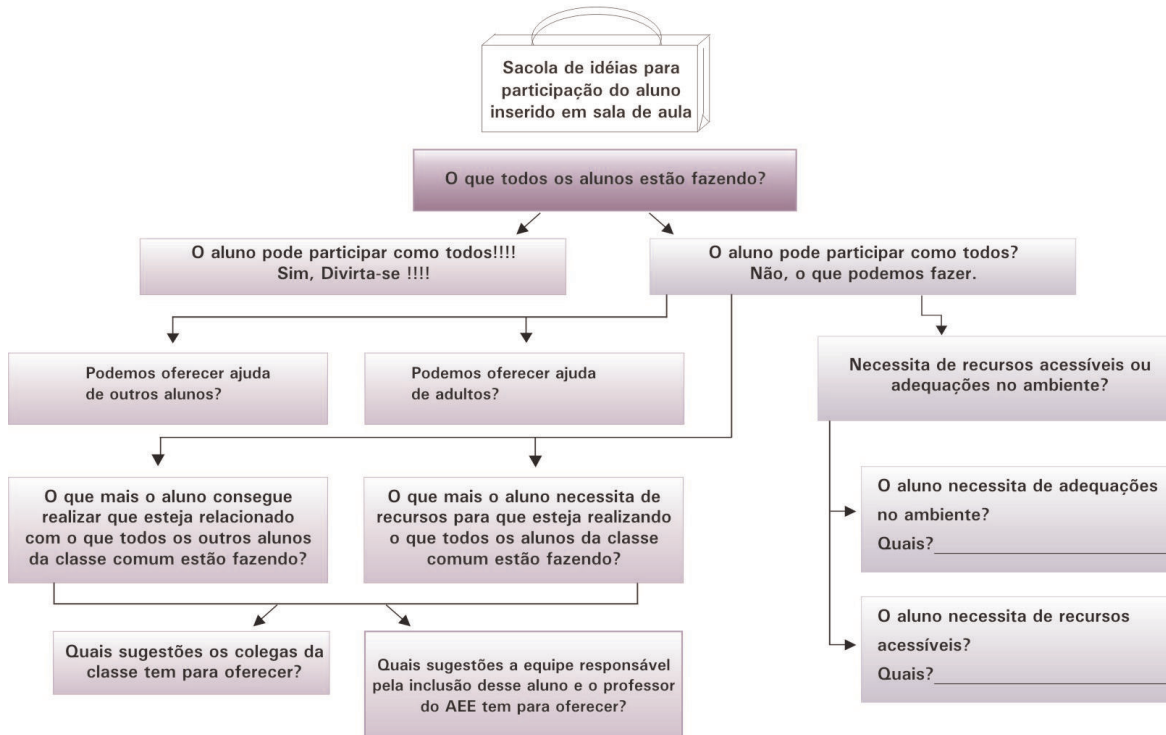 Sacola de idéias para
participação do aluno
inserido em sala de aula
O que todos os alunos estão fazendo?
O aluno pode participar como todos!!!!
Sim, Divirta-se !!!!
O aluno pode participar como todos?
Não, o que podemos fazer.
Podemos oferecer ajuda
de outros alunos?
Podemos oferecer ajuda
de adultos?
Necessita de recursos acessíveis ou
adequações no ambiente?
O que mais o aluno consegue
realizar que esteja relacionado
com o que todos os outros alunos
da classe comum estão fazendo?
O que mais o aluno necessita de
recursos para que esteja realizando
o que todos os alunos da classe
comum estão fazendo?
O aluno necessita de adequações
no ambiente?
Quais?
O aluno necessita de recursos
acessíveis?
Quais?
Quais sugestões os colegas da
classe tem para oferecer?
Quais sugestões a equipe responsável
pela inclusão desse aluno e o professor
do AEE tem para oferecer?